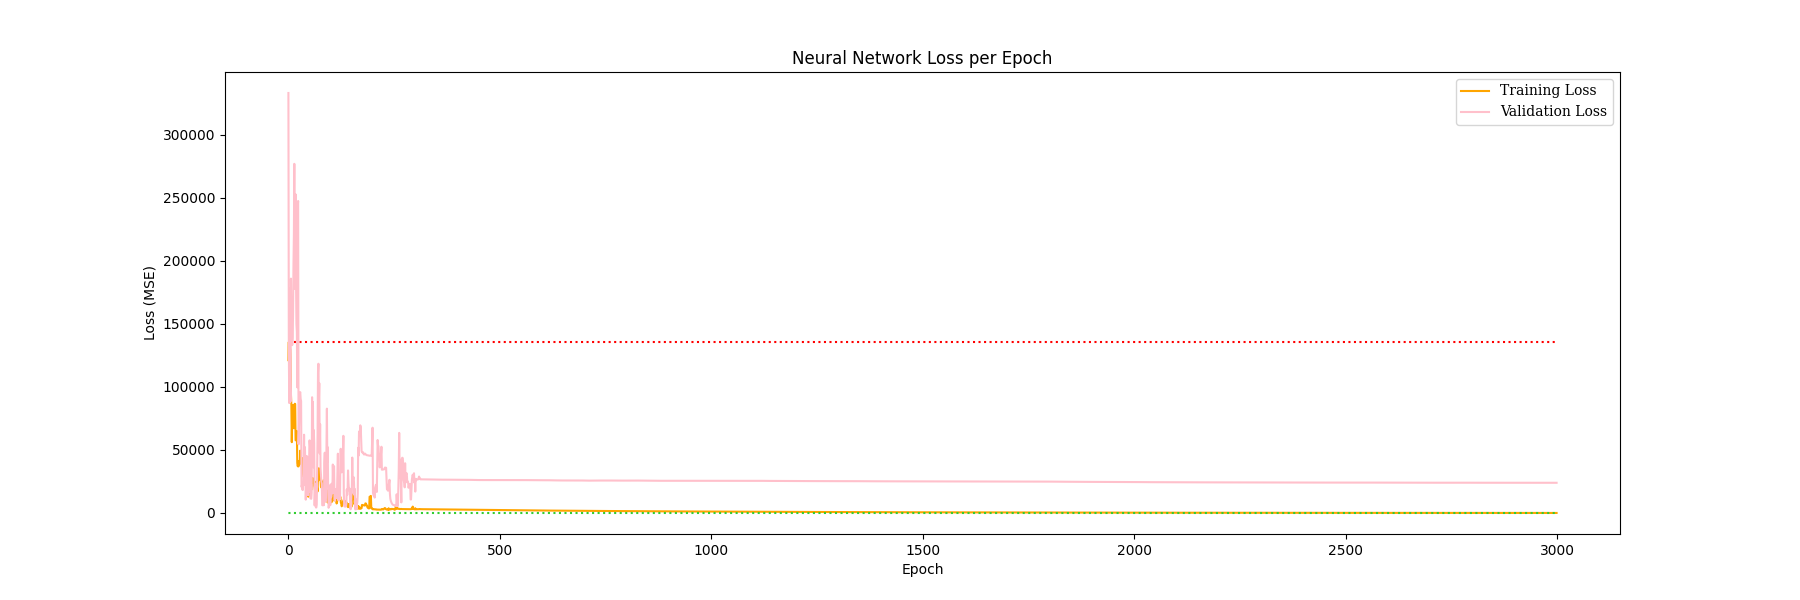 Neural Network Loss per Epoch
Training Loss
Validation Loss
Loss (MSE)
300000
250000
200000
150000
100000
50000
0
0 500 1000 1500 2000 2500 3000
Epoch